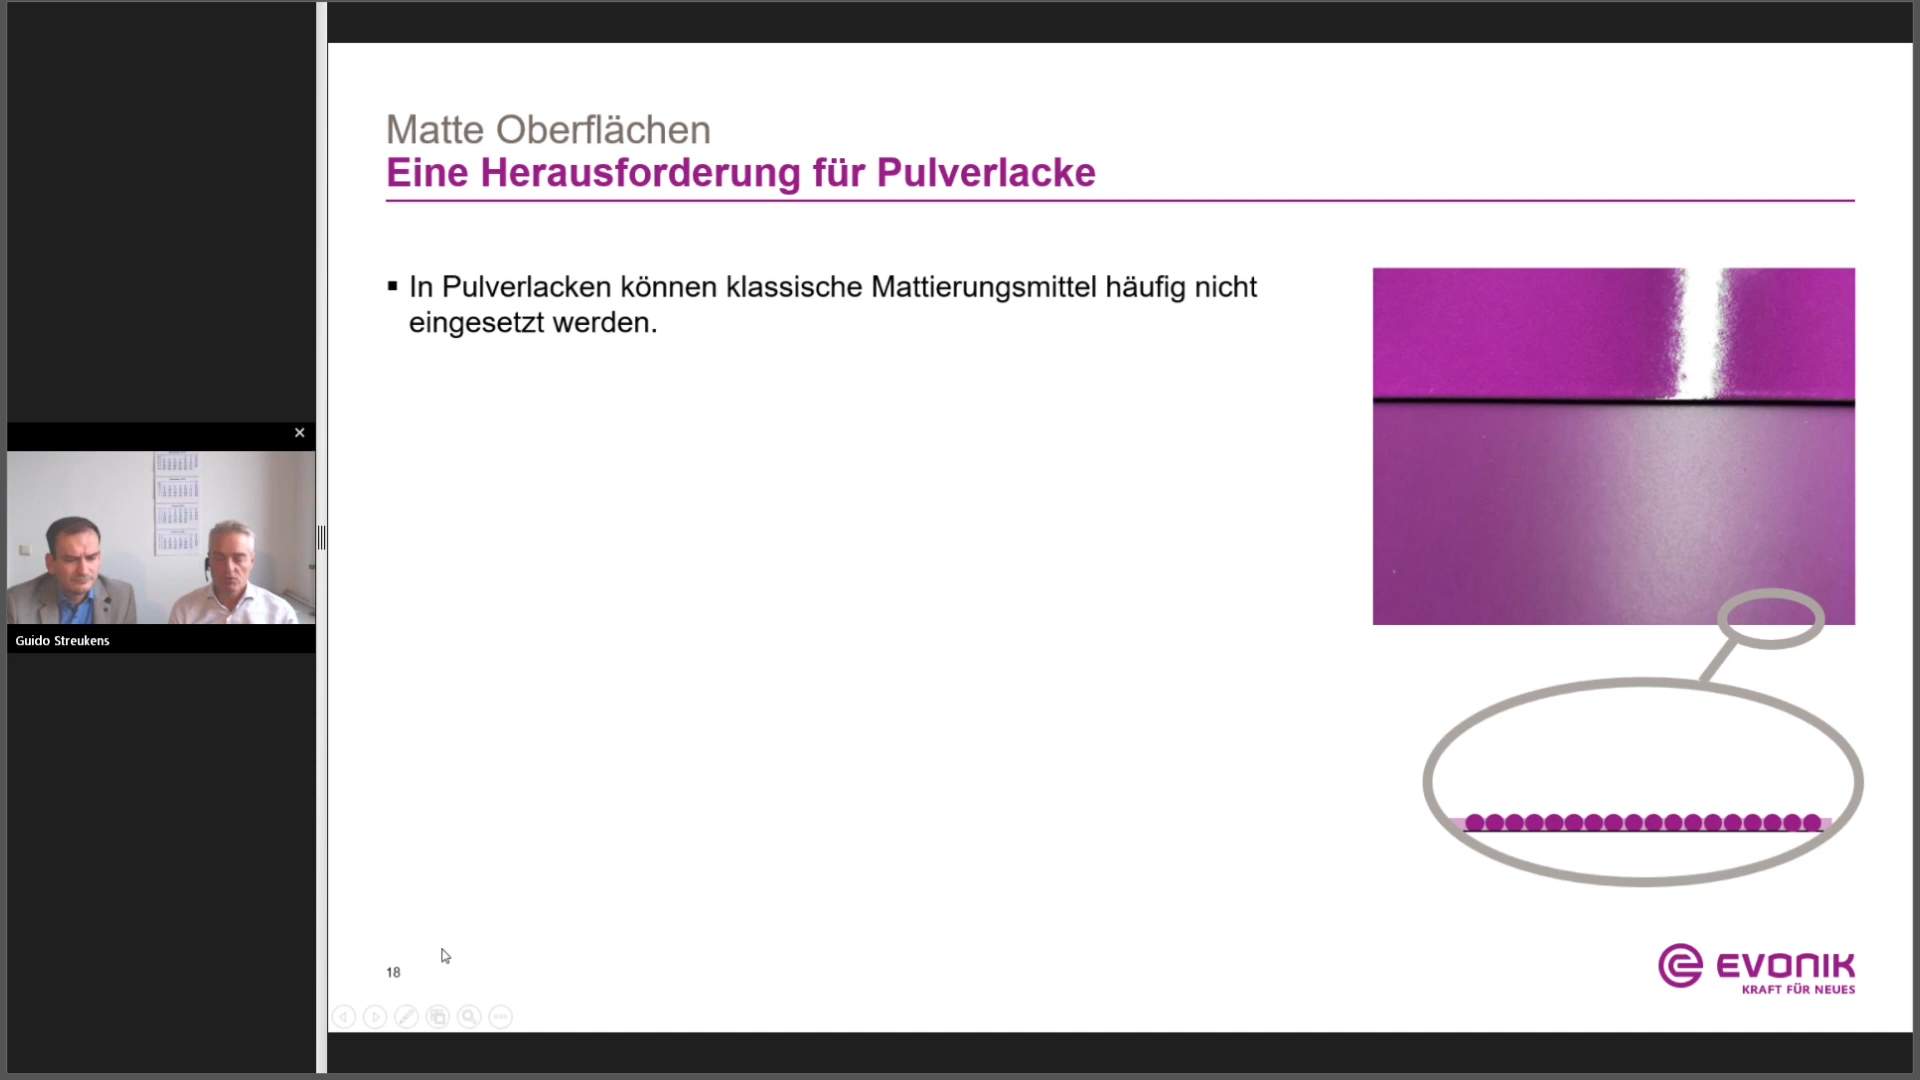 Matte Oberflächen
Eine Herausforderung für Pulverlacke
▪ In Pulverlacken können klassische Mattierungsmittel häufig nicht
eingesetzt werden.
Guido Streukens
18
EVONIK
KRAFT FÜR NEUES